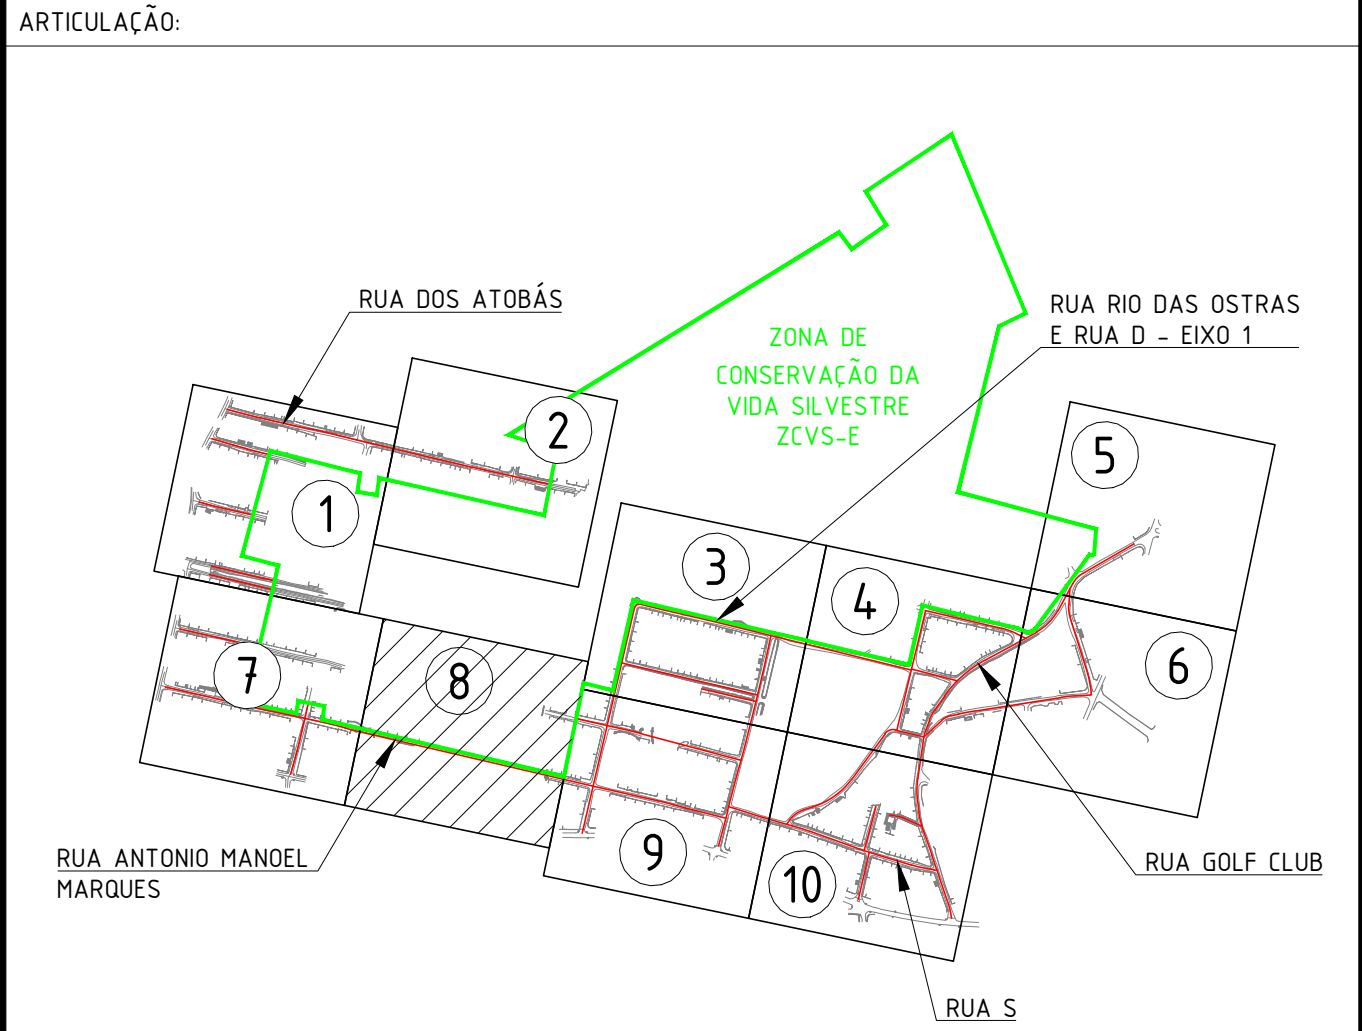 ARTICULAÇÃO:
RUA DOS ATOBÁS
RUA RIO DAS OSTRAS
E RUA D - EIXO 1
ZONA DE
CONSERVAÇÃO DA
VIDA SILVESTRE
ZCVS-E
2
5
1
3
4
6
7
8
9
10
RUA ANTONIO MANOEL
MARQUES
RUA GOLF CLUB
RUA S